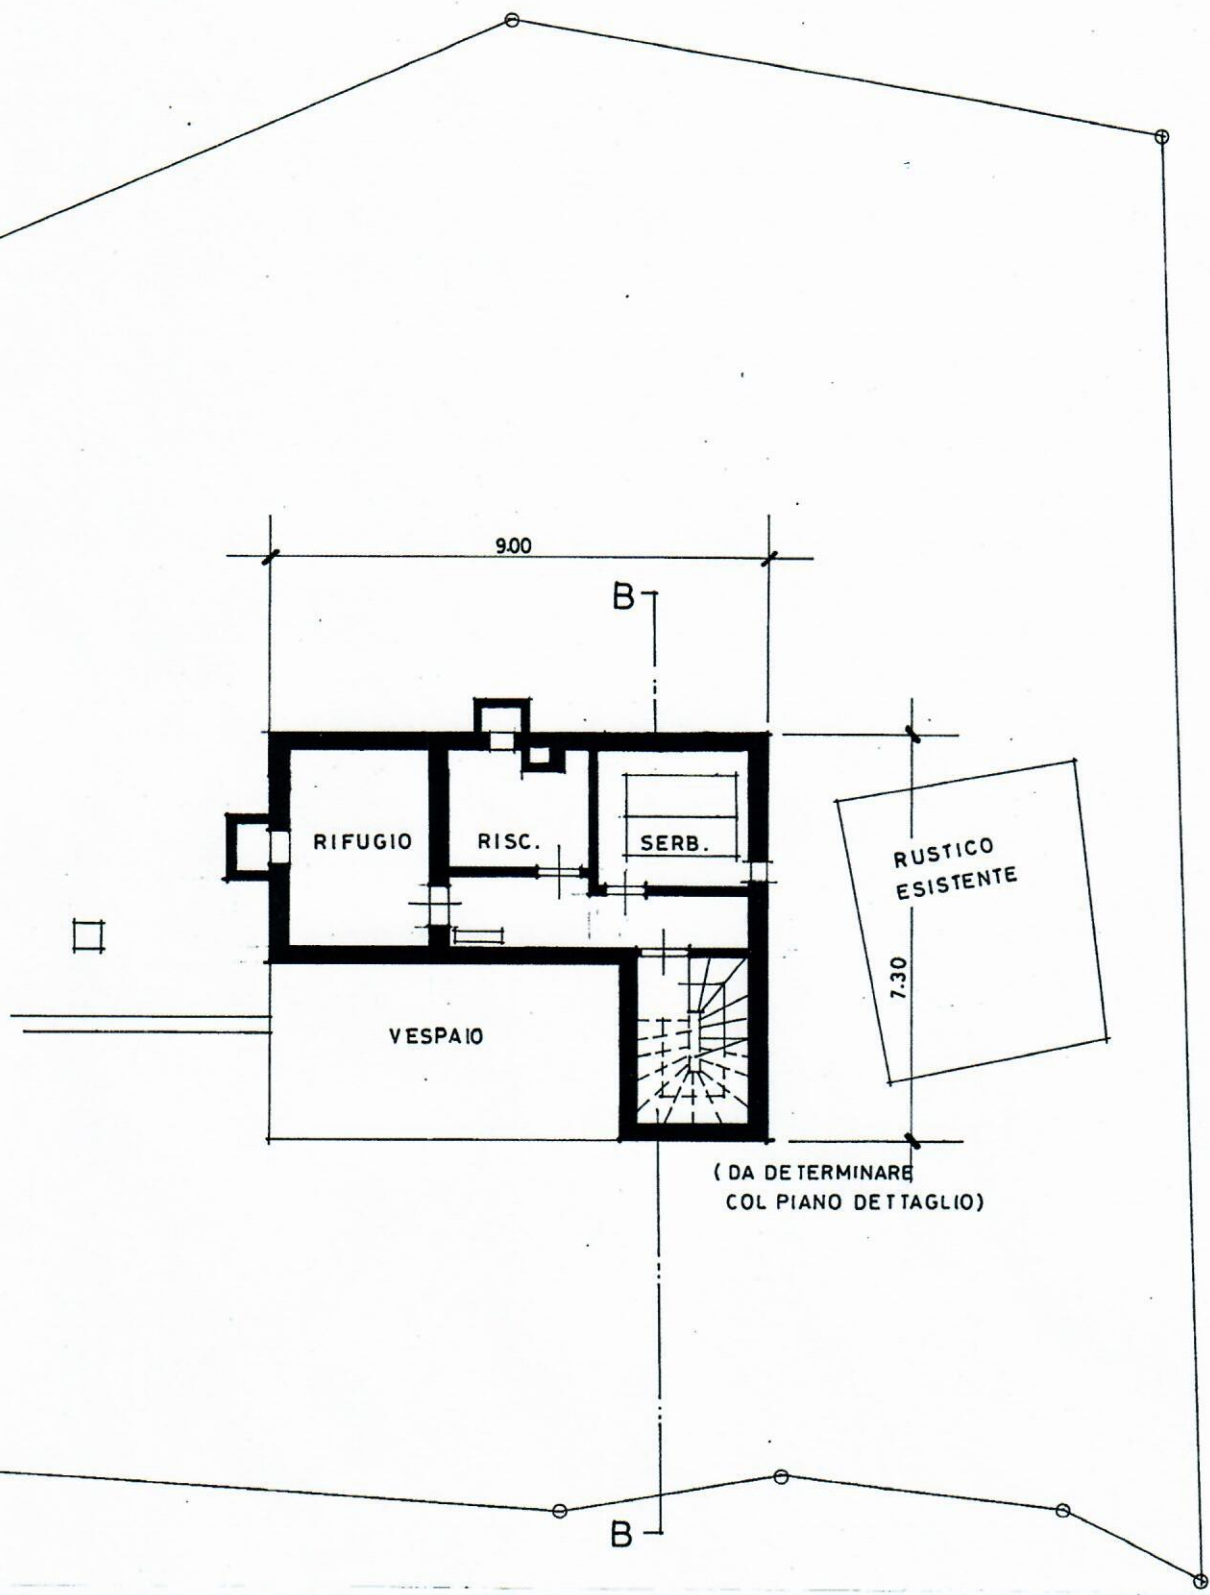 9.00
B
RIFUGIO
RISC.
SERB.
RUSTICO
ESISTENTE
7.30
VESPAIO
(DA DETERMINARE
COL PIANO DETTAGLIO)
B